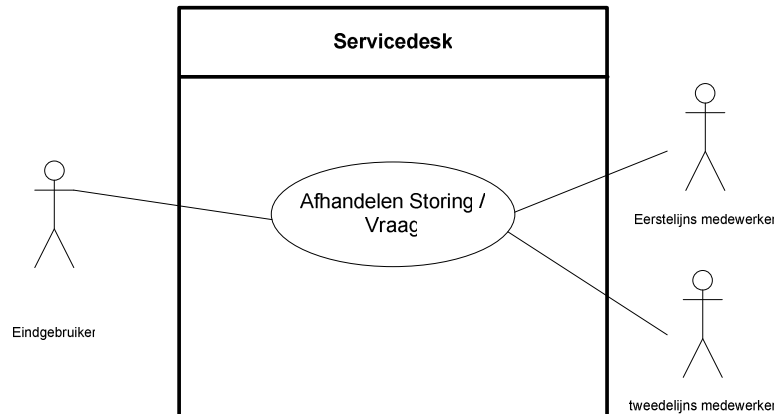 Servicedesk
Afhandelen Storing /
Vraag
Eindgebruiker
Eerstelijns medewerker
tweedelijns medewerker